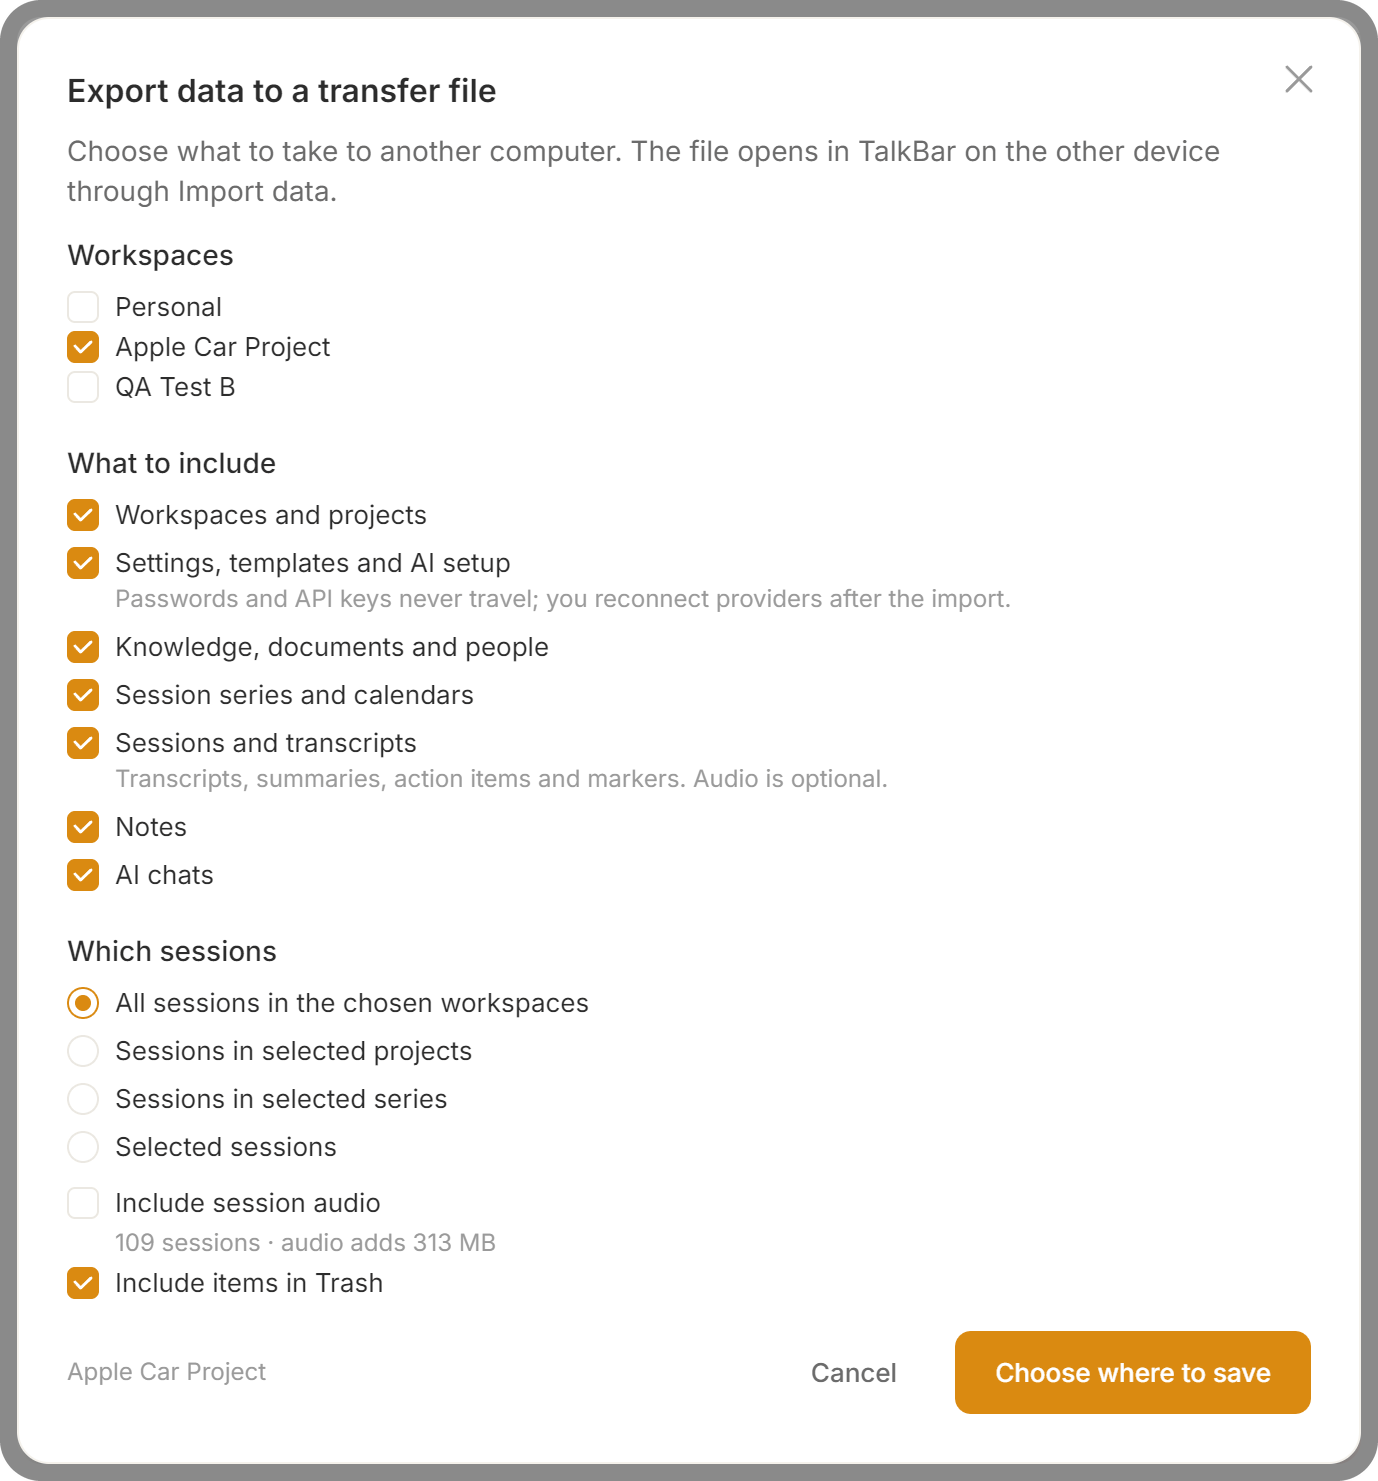 Export data to a transfer file
Choose what to take to another computer. The file opens in TalkBar on the other device
through Import data.
Workspaces
Personal
Apple Car Project
QA Test B
What to include
Workspaces and projects
Settings, templates and AI setup
Passwords and API keys never travel; you reconnect providers after the import.
Knowledge, documents and people
Session series and calendars
Sessions and transcripts
Transcripts, summaries, action items and markers. Audio is optional.
Notes
AI chats
Which sessions
All sessions in the chosen workspaces
Sessions in selected projects
Sessions in selected series
Selected sessions
Include session audio
109 sessions · audio adds 313 MB
Include items in Trash
Apple Car Project
Cancel
Choose where to save